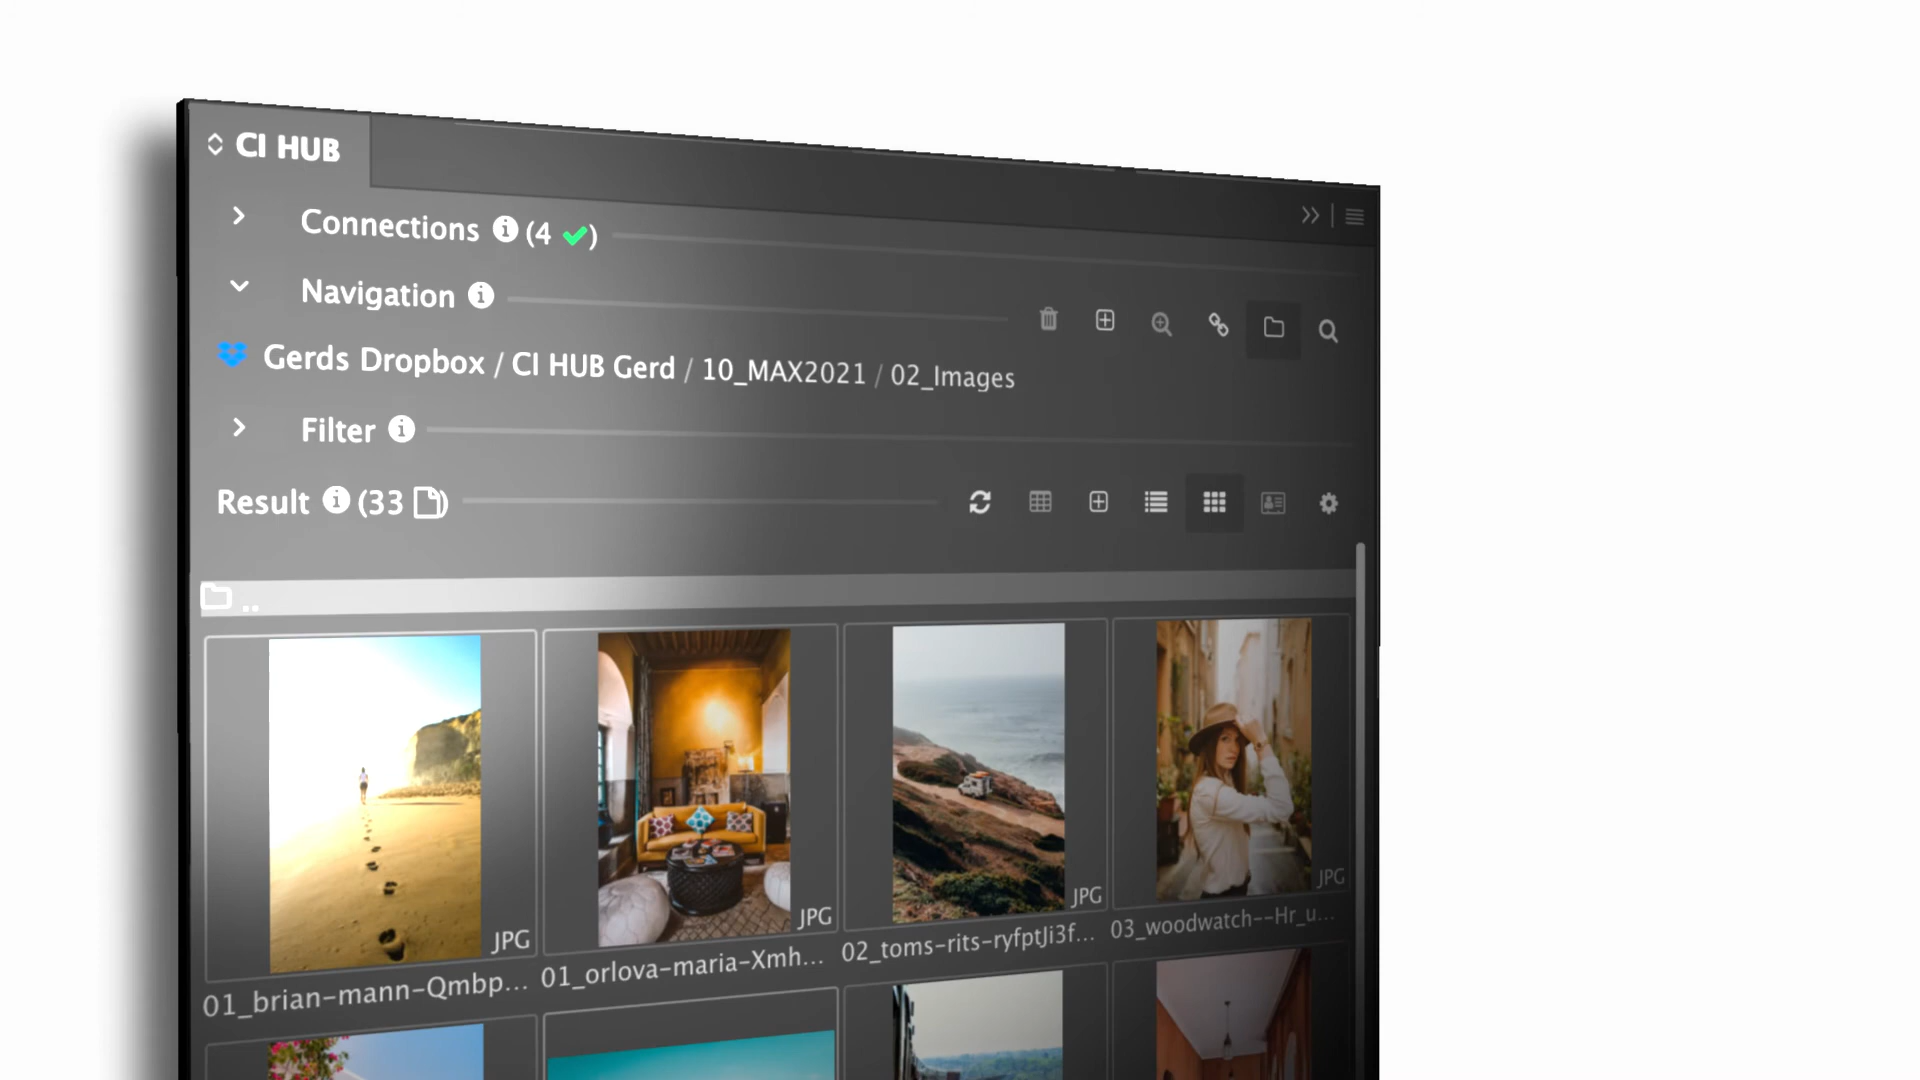 CI HUB
Connections (4 )
Navigation
Gerds Dropbox / CI HUB Gerd / 10_MAX2021 / 02_Images
Filter
Result (33 )
..
JPG JPG JPG JPG
01_brian-mann-Qmbp... 01_orlova-maria-Xmh... 02_toms-rits-ryfptJi3f... 03_woodwatch--Hr_u...